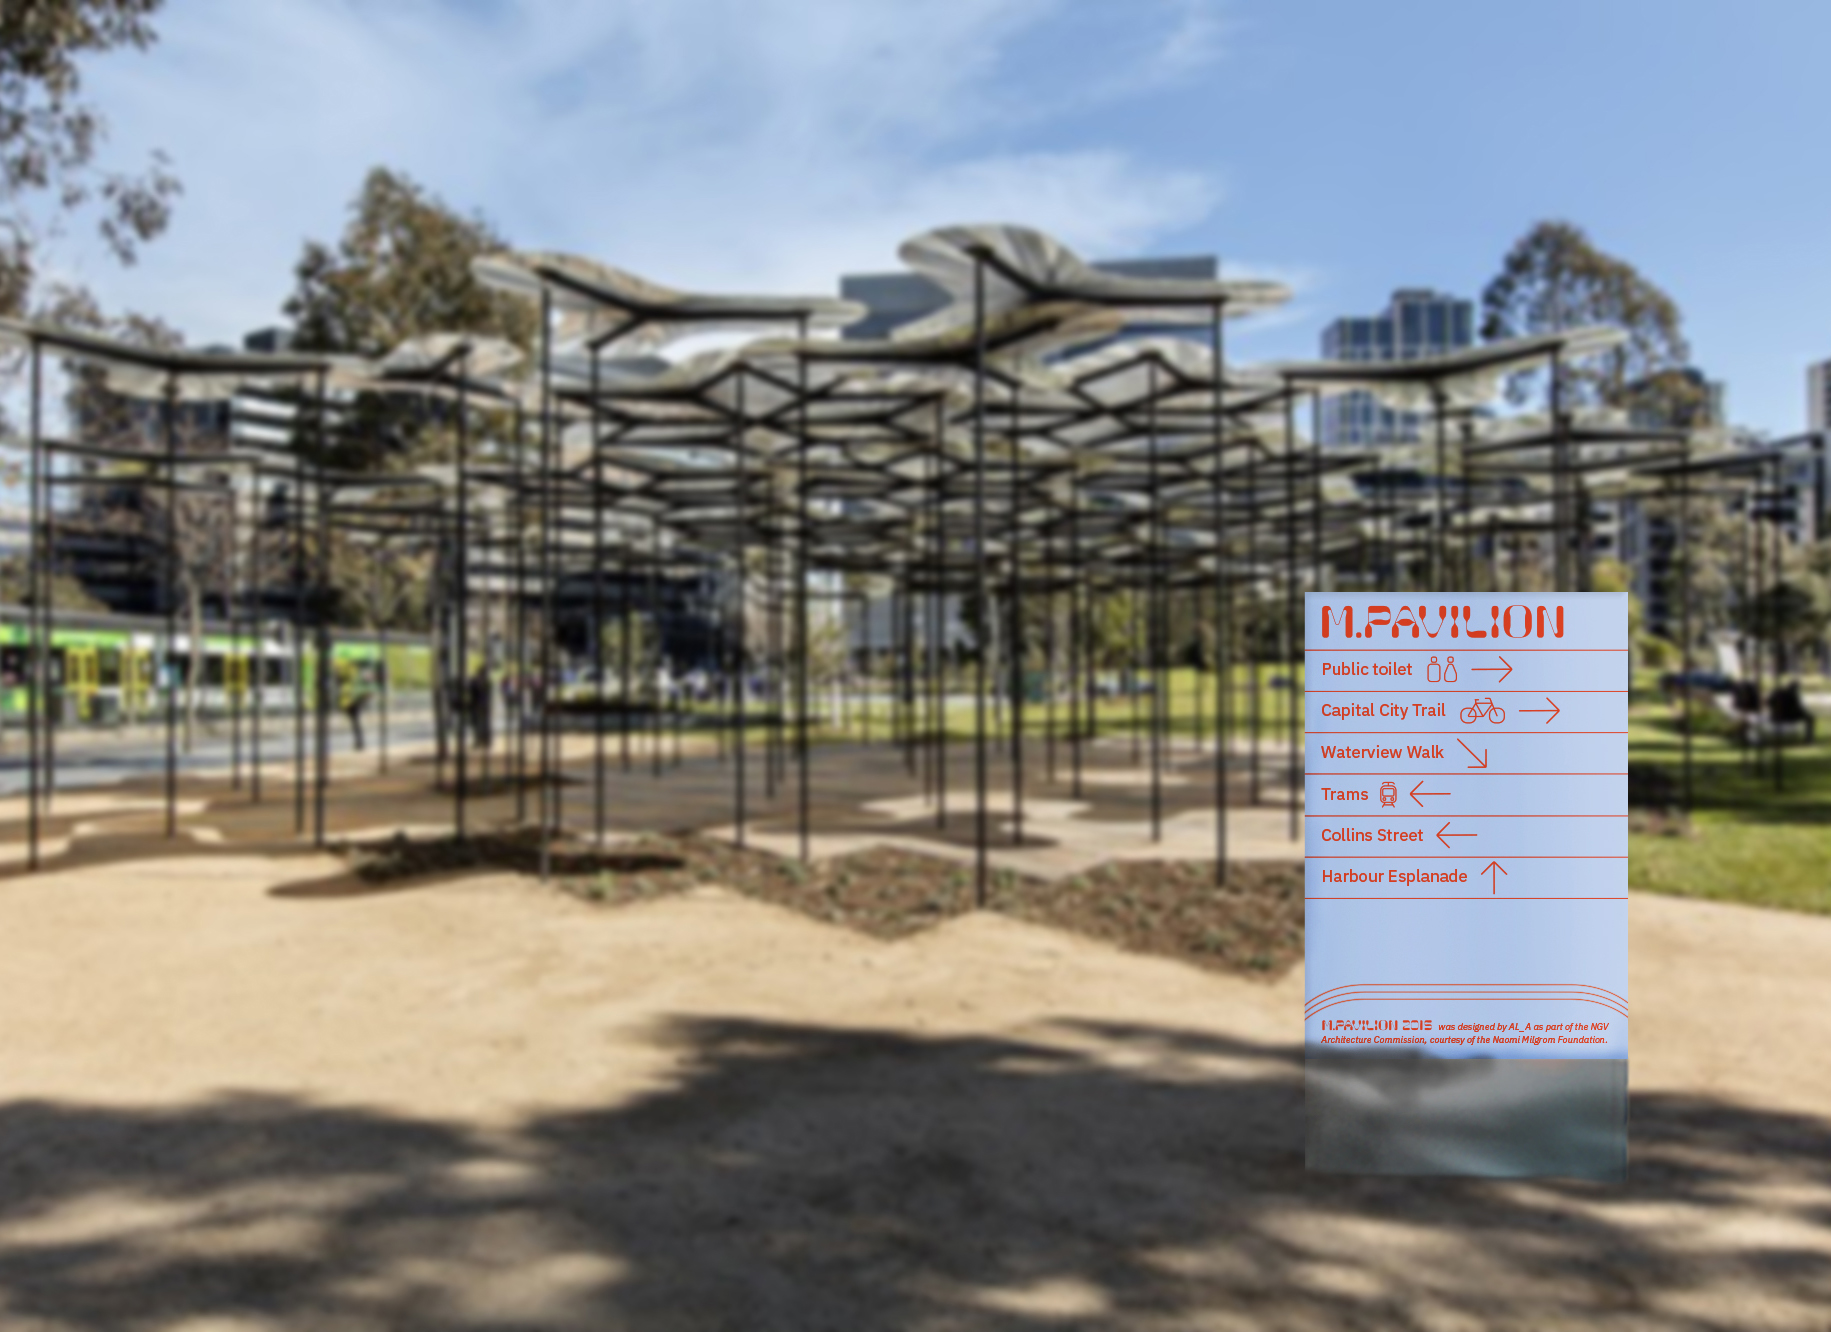 M.PAVILION
Public toilet
Capital City Trail
Waterview Walk
Trams
Collins Street
Harbour Esplanade
M.PAVILION 2015 was designed by AL_A as part of the NGV
Architecture Commission, courtesy of the Naomi Milgrom Foundation.